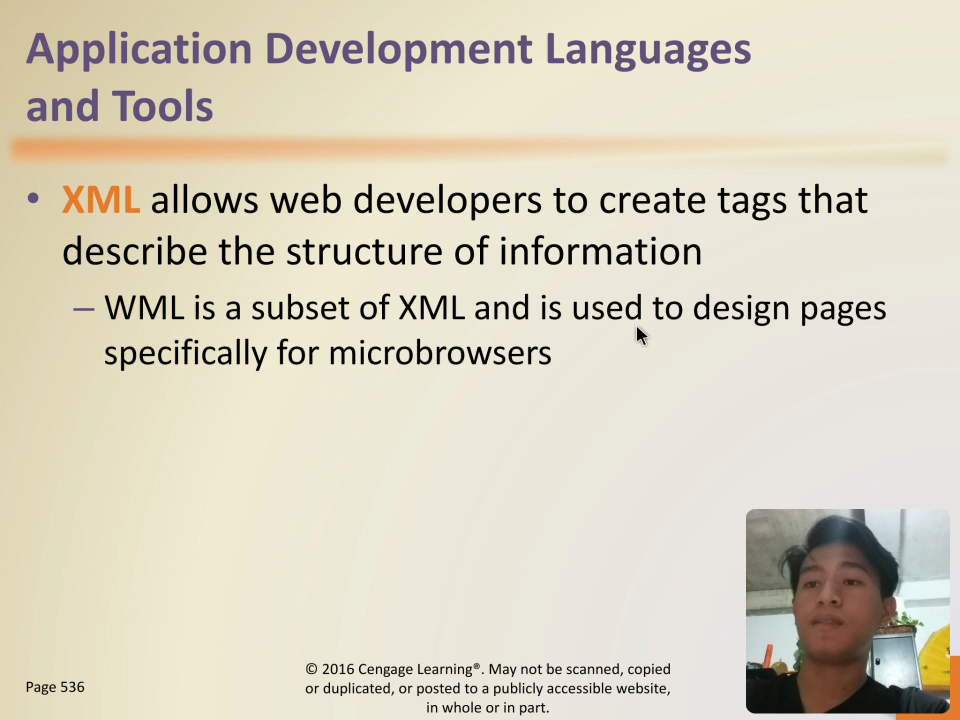 Application Development Languages
and Tools
• XML allows web developers to create tags that
describe the structure of information
– WML is a subset of XML and is used to design pages
specifically for microbrowsers
Page 536
© 2016 Cengage Learning®. May not be scanned, copied
or duplicated, or posted to a publicly accessible website,
in whole or in part.